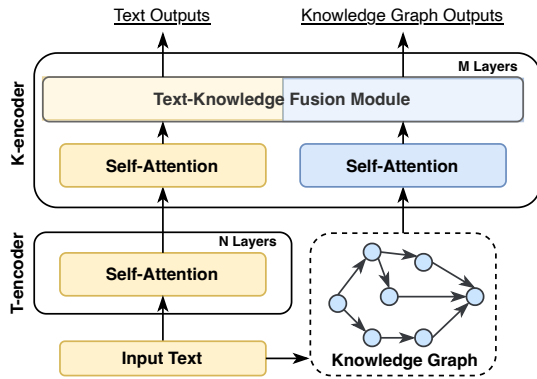 Text Outputs
Knowledge Graph Outputs
M Layers
K-encoder
Text-Knowledge Fusion Module
Self-Attention
Self-Attention
T-encoder
N Layers
Self-Attention
Input Text
Knowledge Graph